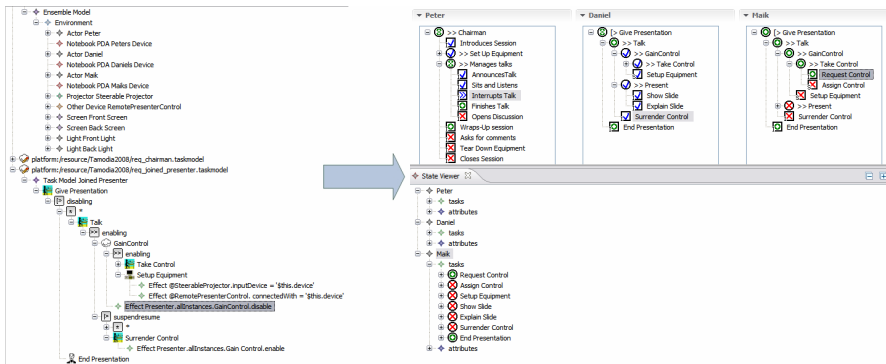 Ensemble Model
Environment
Actor Peter
Notebook PDA Peters Device
Actor Daniel
Notebook PDA Daniels Device
Actor Maik
Notebook PDA Maiks Device
Projector Steerable Projector
Other Device RemotePresenterControl
Screen Front Screen
Screen Back Screen
Light Front Light
Light Back Light
platform:/resource/Tamodia2008/req_chairman.taskmodel
platform:/resource/Tamodia2008/req_joined_presenter.taskmodel
Task Model Joined Presenter
Give Presentation
[> disabling
* *
Talk
>> enabling
GainControl
>> enabling
Take Control
Setup Equipment
Effect @SteerableProjector.inputDevice = '$this.device'
Effect @RemotePresenterControl. connectedWith = '$this.device'
Effect Presenter.allInstances.GainControl.disable
|> suspendresume
* *
Surrender Control
Effect Presenter.allInstances.Gain Control.enable
End Presentation
Peter
>> Chairman
Introduces Session
>> Set Up Equipment
>> Manages talks
AnnouncesTalk
Sits and Listens
Interrupts Talk
Finishes Talk
Opens Discussion
Wraps-Up session
Asks for comments
Tear Down Equipment
Closes Session
Daniel
[> Give Presentation
>> Talk
>> GainControl
>> Take Control
Setup Equipment
>> Present
Show Slide
Explain Slide
Surrender Control
End Presentation
Maik
[> Give Presentation
>> Talk
>> GainControl
>> Take Control
Request Control
Assign Control
Setup Equipment
>> Present
Surrender Control
End Presentation
State Viewer
Peter
tasks
attributes
Daniel
tasks
attributes
Maik
tasks
Request Control
Assign Control
Setup Equipment
Show Slide
Explain Slide
Surrender Control
End Presentation
attributes